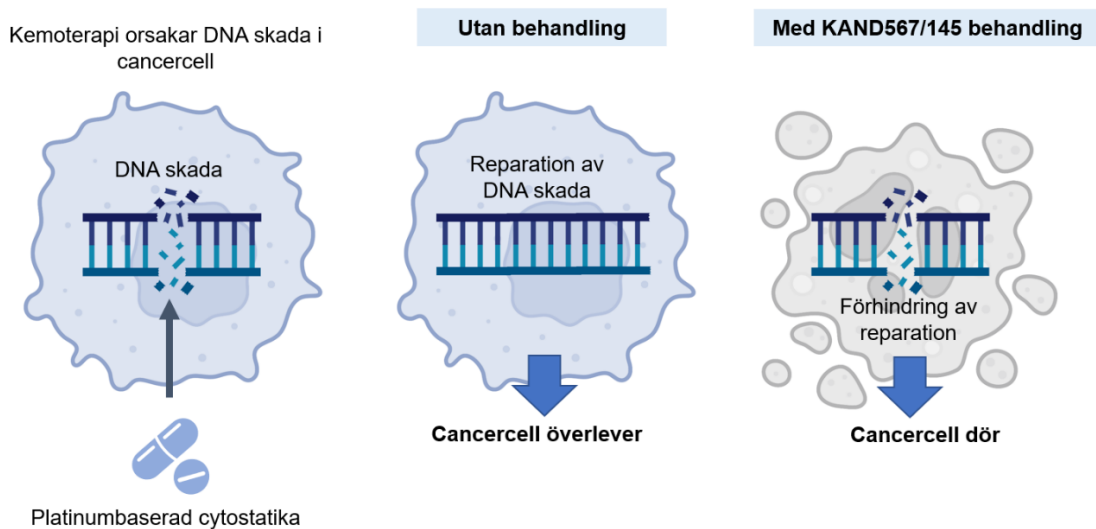 Kemoterapi orsakar DNA skada i
cancercell
DNA skada
Platinumbaserad cytostatika
Utan behandling
Reparation av
DNA skada
Cancercell överlever
Med KAND567/145 behandling
Förhindring av
reparation
Cancercell dör